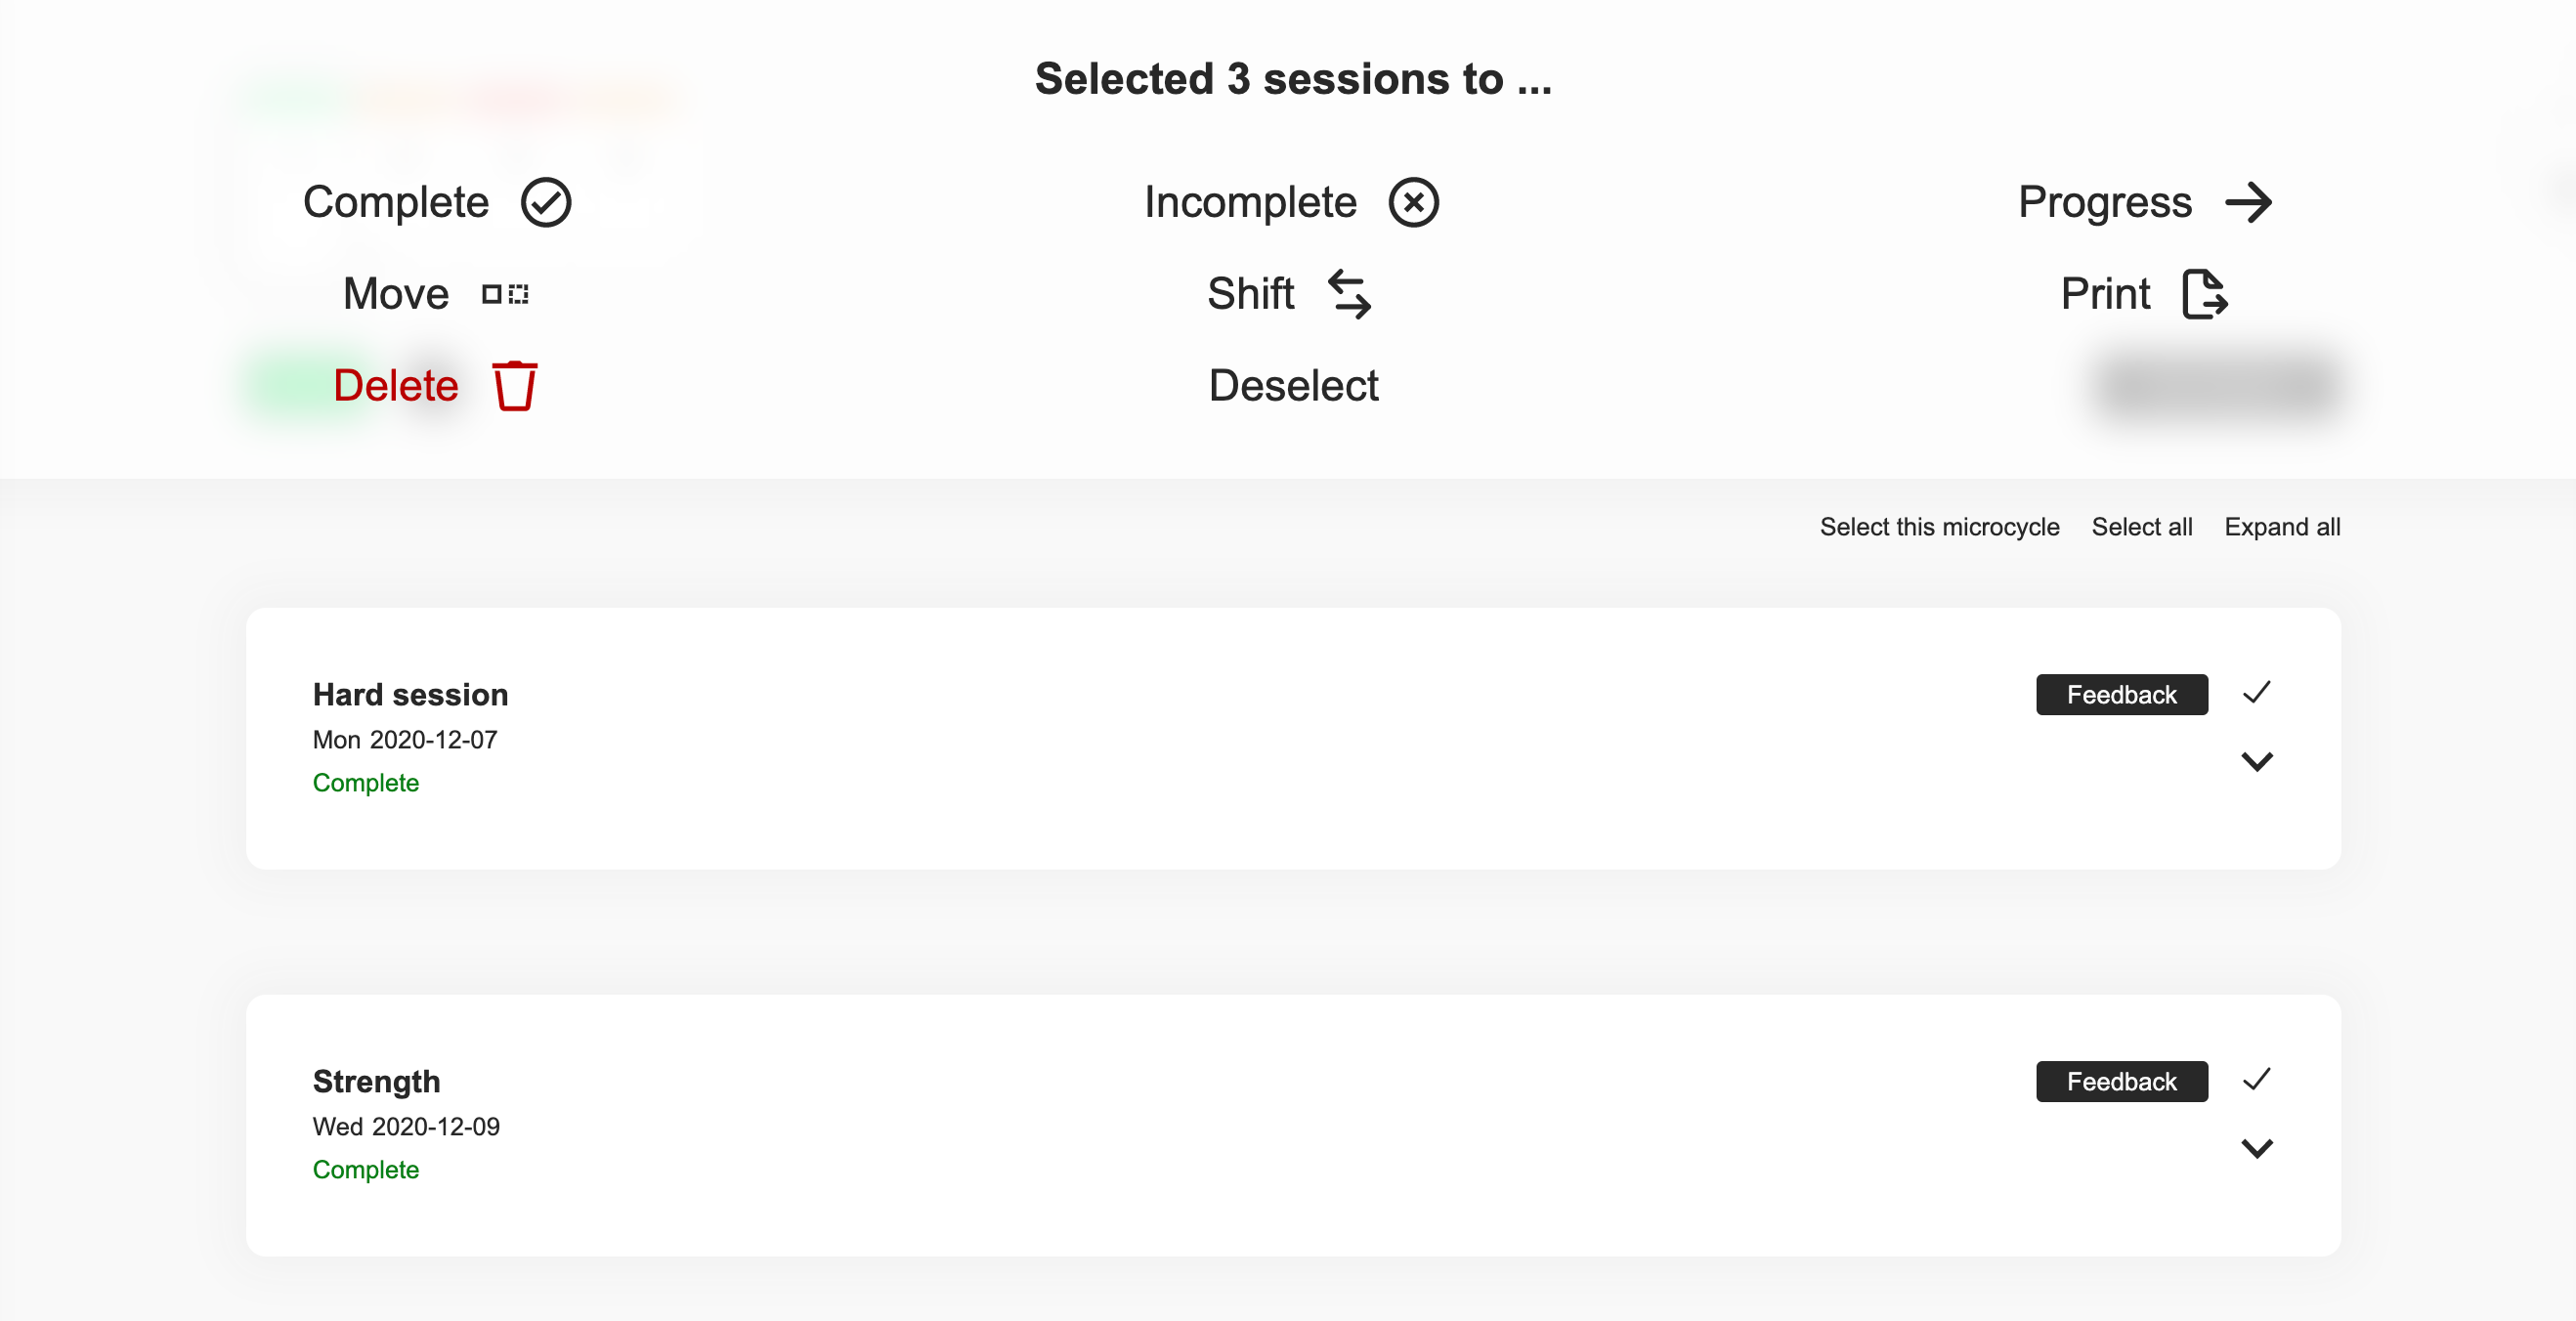 Selected 3 sessions to ...
Complete
Incomplete
Progress
Move
Shift
Print
Delete
Deselect
Select this microcycle
Select all
Expand all
Hard session
Feedback
Mon 2020-12-07
Complete
Strength
Feedback
Wed 2020-12-09
Complete